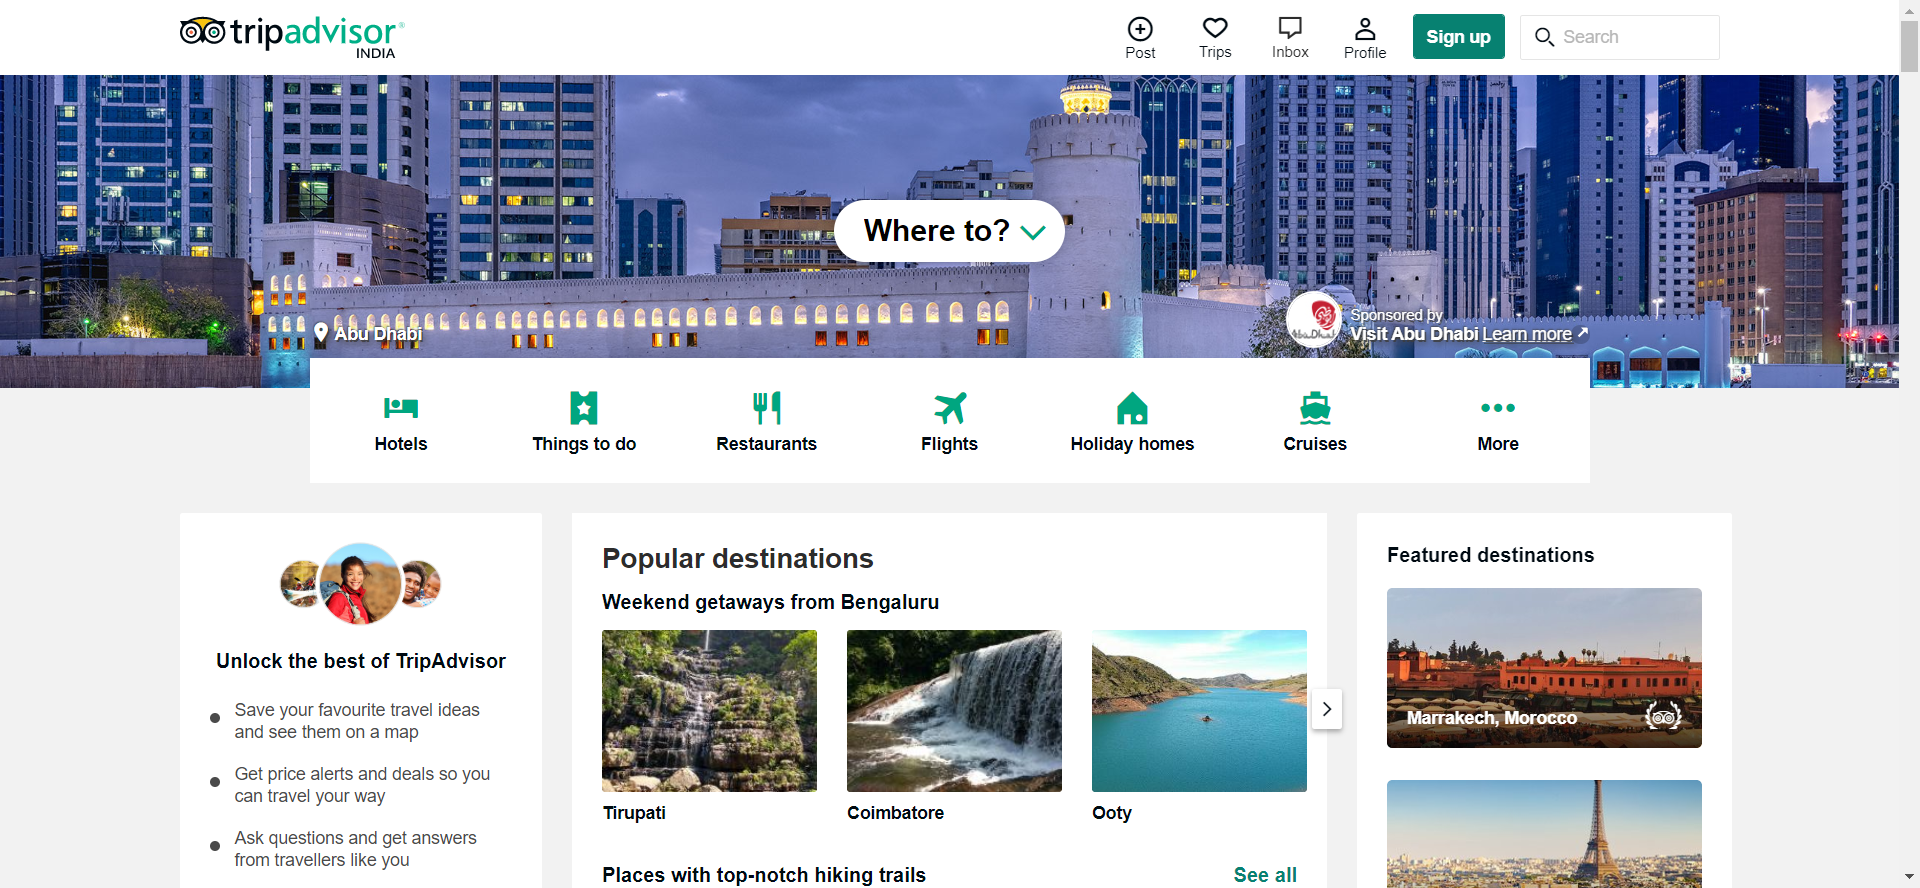 tripadvisor®
INDIA
Post
Trips
Inbox
Profile
Sign up
Search
Where to?
Abu Dhabi
Abu Dhabi
Sponsored by
Visit Abu Dhabi Learn more
Hotels
Things to do
Restaurants
Flights
Holiday homes
Cruises
More
Unlock the best of TripAdvisor
Save your favourite travel ideas
and see them on a map
Get price alerts and deals so you
can travel your way
Ask questions and get answers
from travellers like you
Popular destinations
Weekend getaways from Bengaluru
Tirupati
Coimbatore
Ooty
Places with top-notch hiking trails
See all
Featured destinations
Marrakech, Morocco